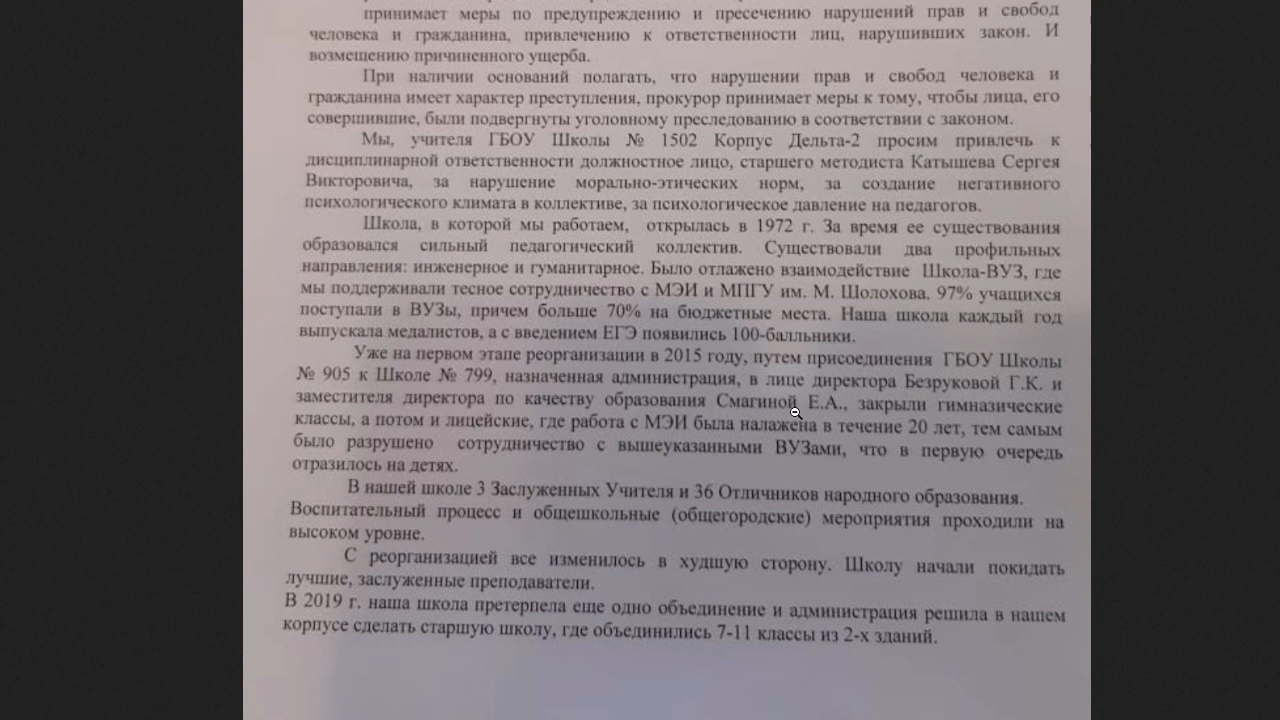 принимает меры по предупреждению и пресечению нарушений прав и свобод
человека и гражданина, привлечению к ответственности лиц, нарушивших закон. И
возмещению причиненного ущерба.
При наличии оснований полагать, что нарушении прав и свобод человека и
гражданина имеет характер преступления, прокурор принимает меры к тому, чтобы лица, его
совершившие, были подвергнуты уголовному преследованию в соответствии с законом.
Мы, учителя ГБОУ Школы № 1502 Корпус Дельта-2 просим привлечь к
дисциплинарной ответственности должностное лицо, старшего методиста Катышева Сергея
Викторовича, за нарушение морально-этических норм, за создание негативного
психологического климата в коллективе, за психологическое давление на педагогов.
Школа, в которой мы работаем, открылась в 1972 г. За время ее существования
образовался сильный педагогический коллектив. Существовали два профильных
направления: инженерное и гуманитарное. Было отлажено взаимодействие Школа-ВУЗ, где
мы поддерживали тесное сотрудничество с МЭИ и МПГУ им. М. Шолохова. 97% учащихся
поступали в ВУЗы, причем больше 70% на бюджетные места. Наша школа каждый год
выпускала медалистов, а с введением ЕГЭ появились 100-балльники.
Уже на первом этапе реорганизации в 2015 году, путем присоединения ГБОУ Школы
№ 905 к Школе № 799, назначенная администрация, в лице директора Безруковой Г.К. и
заместителя директора по качеству образования Смагиной Е.А., закрыли гимназические
классы, а потом и лицейские, где работа с МЭИ была налажена в течение 20 лет, тем самым
было разрушено сотрудничество с вышеуказанными ВУЗами, что в первую очередь
отразилось на детях.
В нашей школе 3 Заслуженных Учителя и 36 Отличников народного образования.
Воспитательный процесс и общешкольные (общегородские) мероприятия проходили на
высоком уровне.
С реорганизацией все изменилось в худшую сторону. Школу начали покидать
лучшие, заслуженные преподаватели.
В 2019 г. наша школа претерпела еще одно объединение и администрация решила в нашем
корпусе сделать старшую школу, где объединились 7-11 классы из 2-х зданий.